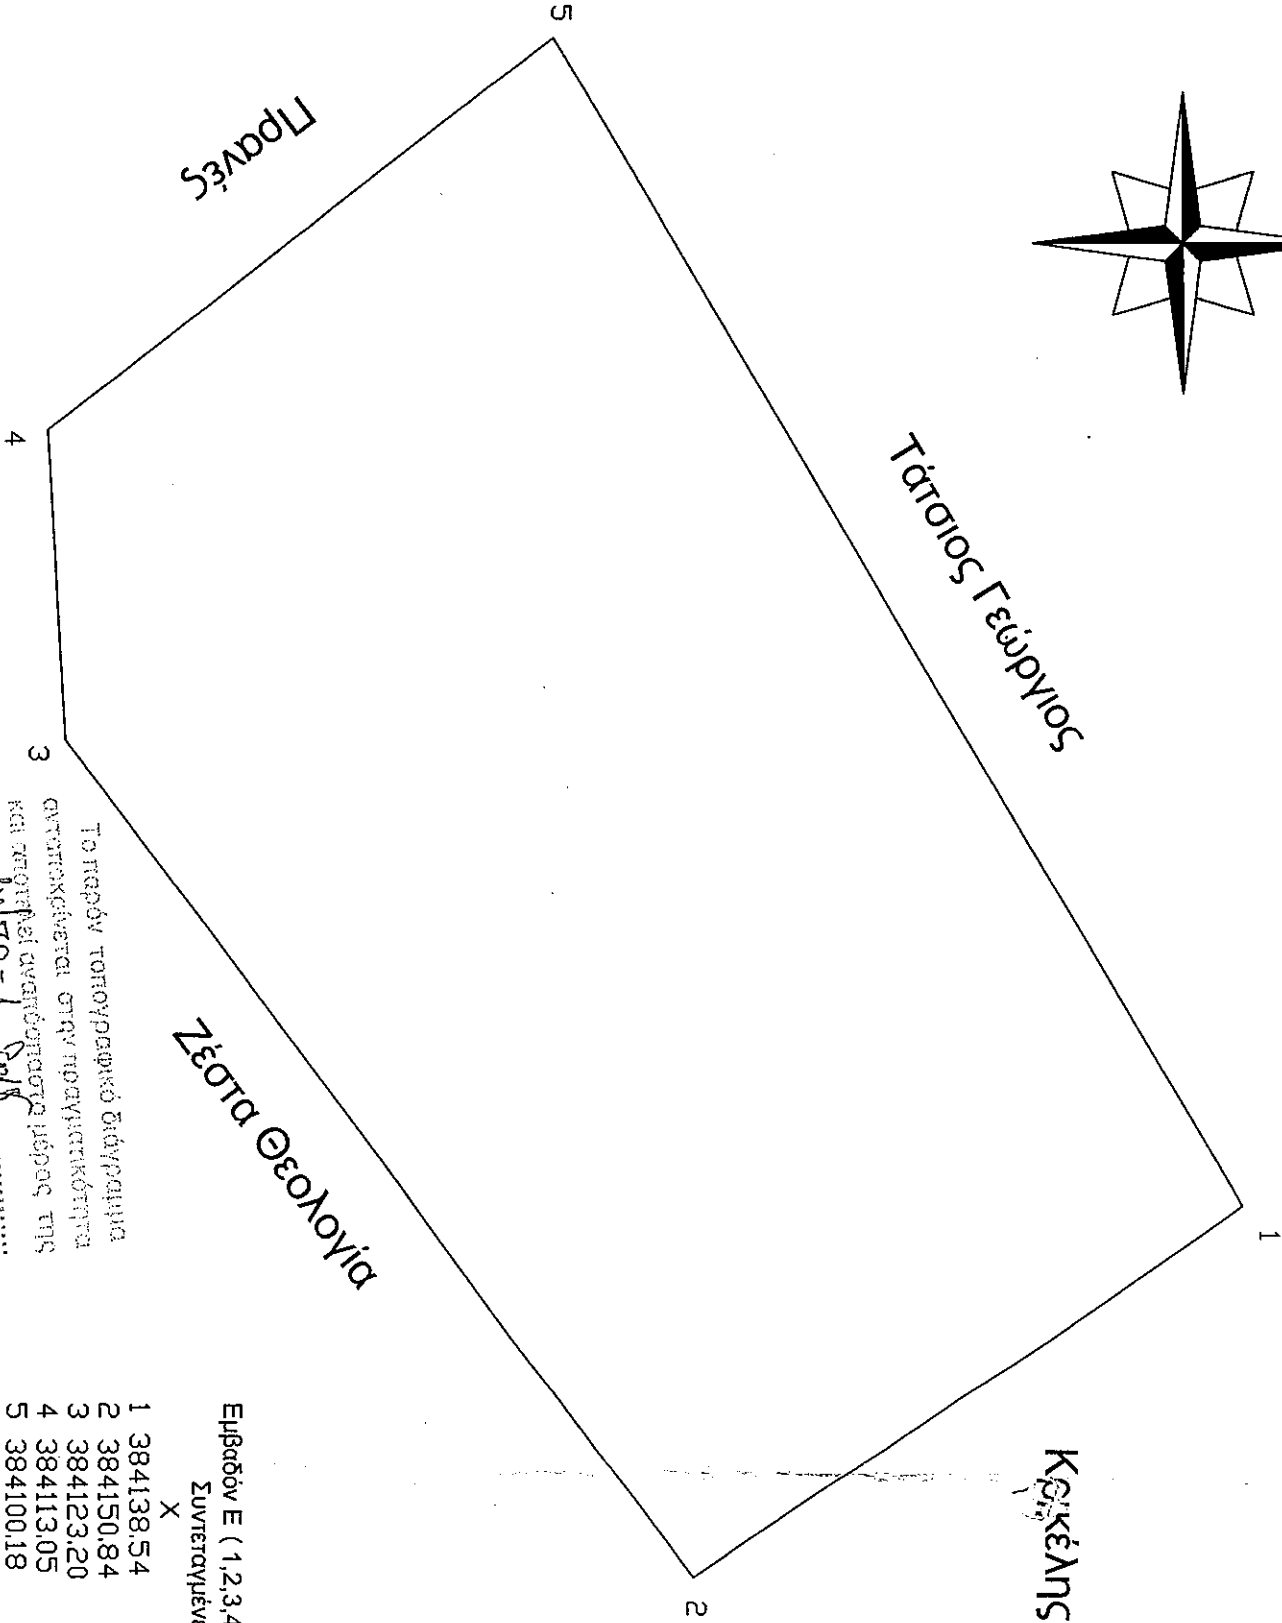 5
Πρανές
4
3
Τάτσιος Γεώργιος
1
Κρικέλης
2
Ζέστα Θεολογία
Το παρόν τοπογραφικό διάγραμμα
ανταποκρίνεται στην πραγματικότητα
και αποτελεί αναπόσπαστο μέρος της
Εμβαδόν Ε ( 1,2,3,4
Συντεταγμένε
X
1 384138.54
2 384150.84
3 384123.20
4 384113.05
5 384100.18